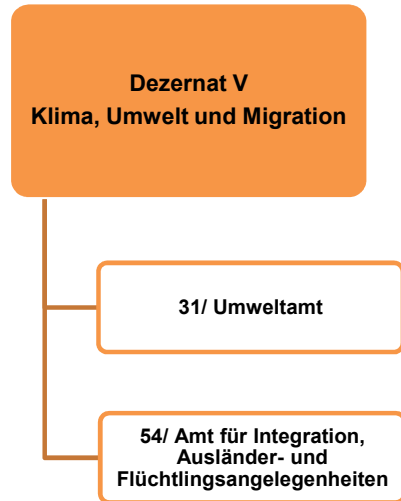 Dezernat V
Klima, Umwelt und Migration
31/ Umweltamt
54/ Amt für Integration,
Ausländer- und
Flüchtlingsangelegenheiten